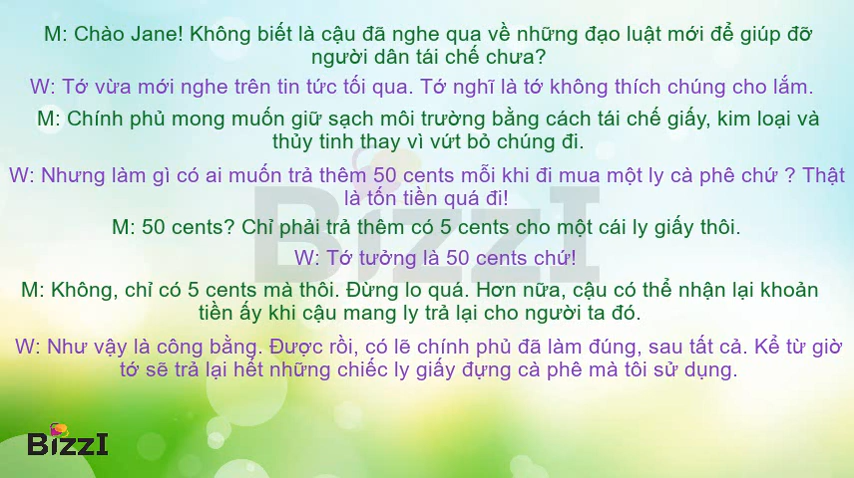 M: Chào Jane! Không biết là cậu đã nghe qua về những đạo luật mới để giúp đỡ
người dân tái chế chưa?
W: Tớ vừa mới nghe trên tin tức tối qua. Tớ nghĩ là tớ không thích chúng cho lắm.
M: Chính phủ mong muốn giữ sạch môi trường bằng cách tái chế giấy, kim loại và
thủy tinh thay vì vứt bỏ chúng đi.
W: Nhưng làm gì có ai muốn trả thêm 50 cents mỗi khi đi mua một ly cà phê chứ ? Thật
là tốn tiền quá đi!
M: 50 cents? Chỉ phải trả thêm có 5 cents cho một cái ly giấy thôi.
W: Tớ tưởng là 50 cents chứ!
M: Không, chỉ có 5 cents mà thôi. Đừng lo quá. Hơn nữa, cậu có thể nhận lại khoản
tiền ấy khi cậu mang ly trả lại cho người ta đó.
W: Như vậy là công bằng. Được rồi, có lẽ chính phủ đã làm đúng, sau tất cả. Kể từ giờ
tớ sẽ trả lại hết những chiếc ly giấy đựng cà phê mà tôi sử dụng.
BizzI
BizzI